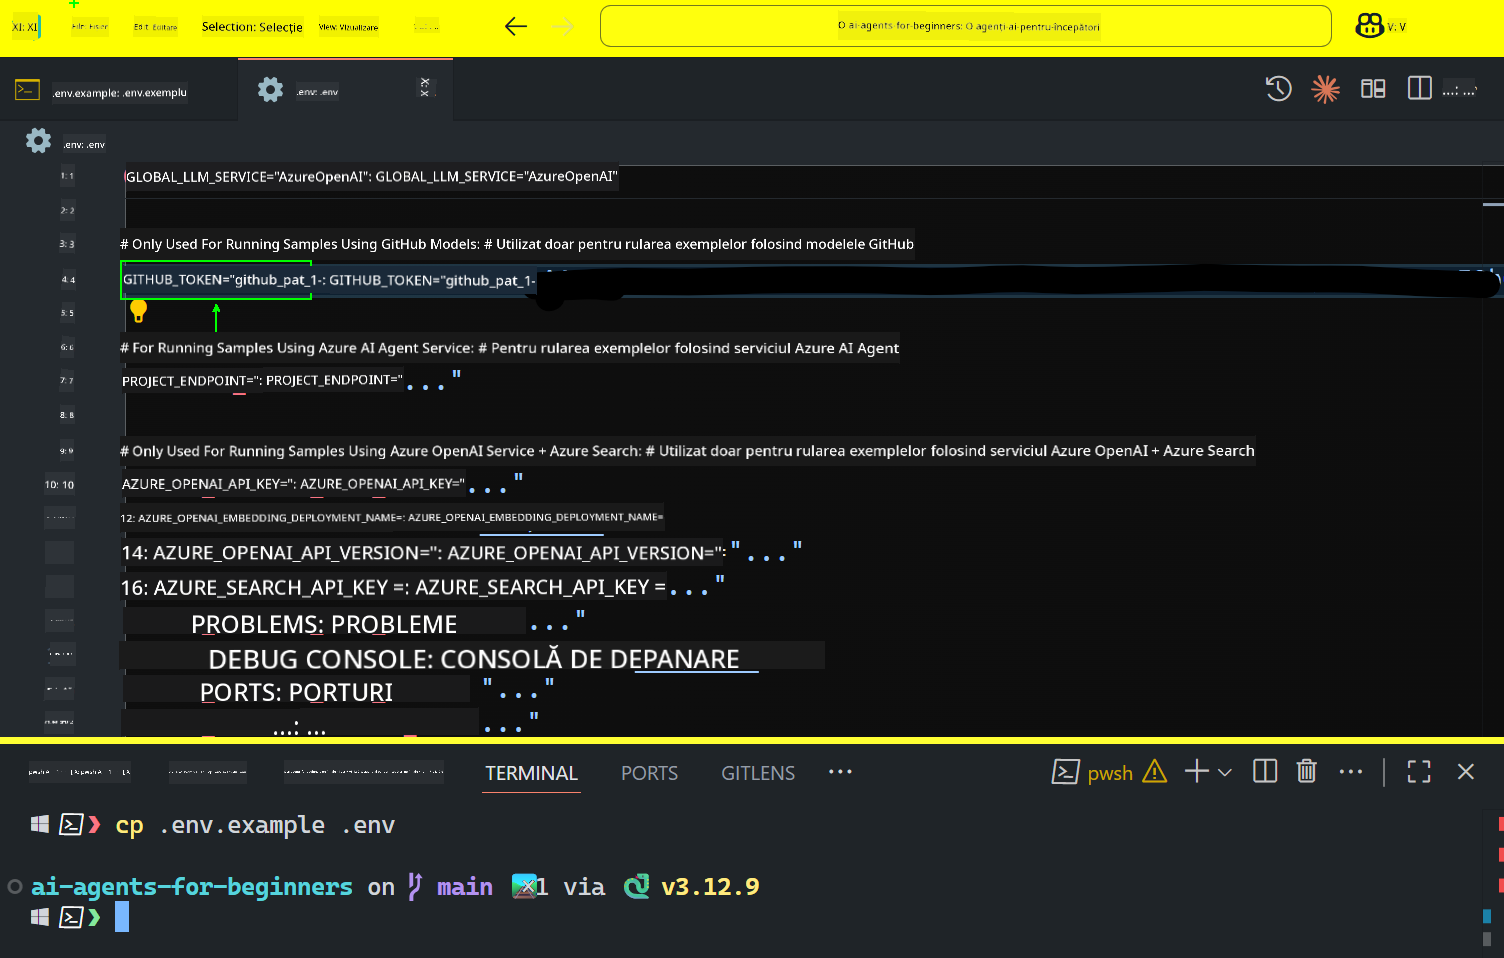 XI: XI File: Fișier Edit: Editare Selection: Selecție View: Vizualizare O ai-agents-for-beginners: O agenți-ai-pentru-începători V: V
.env.example: .env.exemplu .env: .env ...: ...
.env: .env
1: 1 GLOBAL_LLM_SERVICE="AzureOpenAI": GLOBAL_LLM_SERVICE="AzureOpenAI"
2: 2
3: 3 # Only Used For Running Samples Using GitHub Models: # Utilizat doar pentru rularea exemplelor folosind modelele GitHub
4: 4 GITHUB_TOKEN="github_pat_1-: GITHUB_TOKEN="github_pat_1-
5: 5
6: 6 # For Running Samples Using Azure AI Agent Service: # Pentru rularea exemplelor folosind serviciul Azure AI Agent
7: 7 PROJECT_ENDPOINT=": PROJECT_ENDPOINT="..."
8: 8
9: 9 # Only Used For Running Samples Using Azure OpenAI Service + Azure Search: # Utilizat doar pentru rularea exemplelor folosind serviciul Azure OpenAI + Azure Search
10: 10 AZURE_OPENAI_API_KEY=": AZURE_OPENAI_API_KEY="..."
12: AZURE_OPENAI_EMBEDDING_DEPLOYMENT_NAME=: AZURE_OPENAI_EMBEDDING_DEPLOYMENT_NAME=
14: AZURE_OPENAI_API_VERSION=": AZURE_OPENAI_API_VERSION=": "..."
16: AZURE_SEARCH_API_KEY =: AZURE_SEARCH_API_KEY =..."
PROBLEMS: PROBLEME ..."
DEBUG CONSOLE: CONSOLĂ DE DEPANARE
PORTS: PORTURI "..."
...: ... ..."
TERMINAL PORTS GITLENS ... pwsh ...
cp .env.example .env
ai-agents-for-beginners on main 1 via v3.12.9